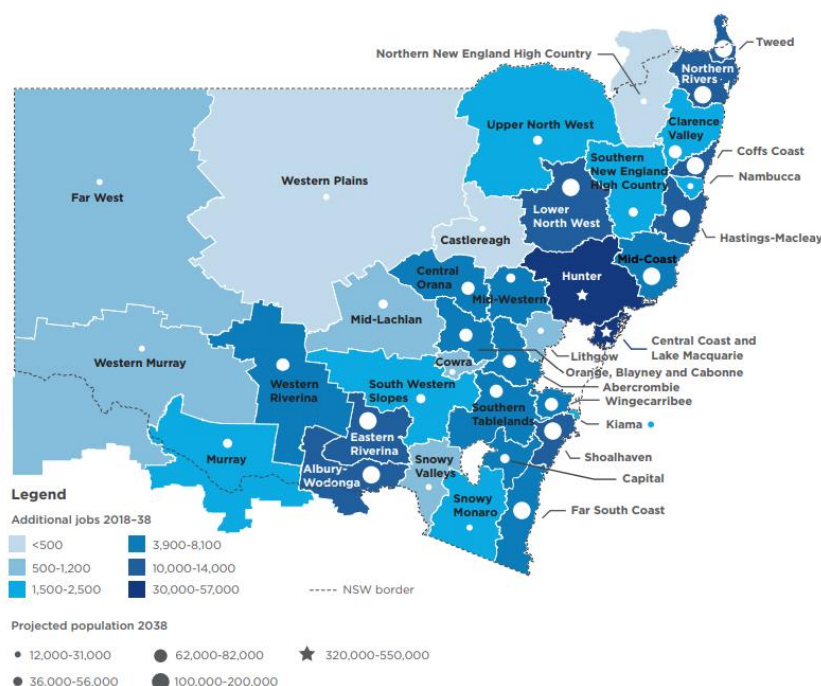 Tweed
Northern New England High Country
Northern
Rivers
Upper North West
Clarence
Valley
Southern
New England
High Country
Coffs Coast
Nambucca
Far West
Western Plains
Lower
North West
Hastings-Macleay
Castlereagh
Mid-Coast
Hunter
Central
Orana
Mid-Western
Mid-Lachlan
Central Coast and
Lake Macquarie
Lithgow
Western Murray
Cowra
Orange, Blayney and Cabonne
Abercrombie
Western
Riverina
South Western
Slopes
Wingecarribee
Southern
Tablelands
Kiama
Eastern
Riverina
Murray
Shoalhaven
Albury-
Wodonga
Snowy
Valleys
Capital
Snowy
Monaro
Far South Coast
Legend
Additional jobs 2018-38
<500
3,900-8,100
500-1,200
10,000-14,000
1,500-2,500
30,000-57,000
NSW border
Projected population 2038
12,000-31,000
62,000-82,000
320,000-550,000
36,000-56,000
100,000-200,000